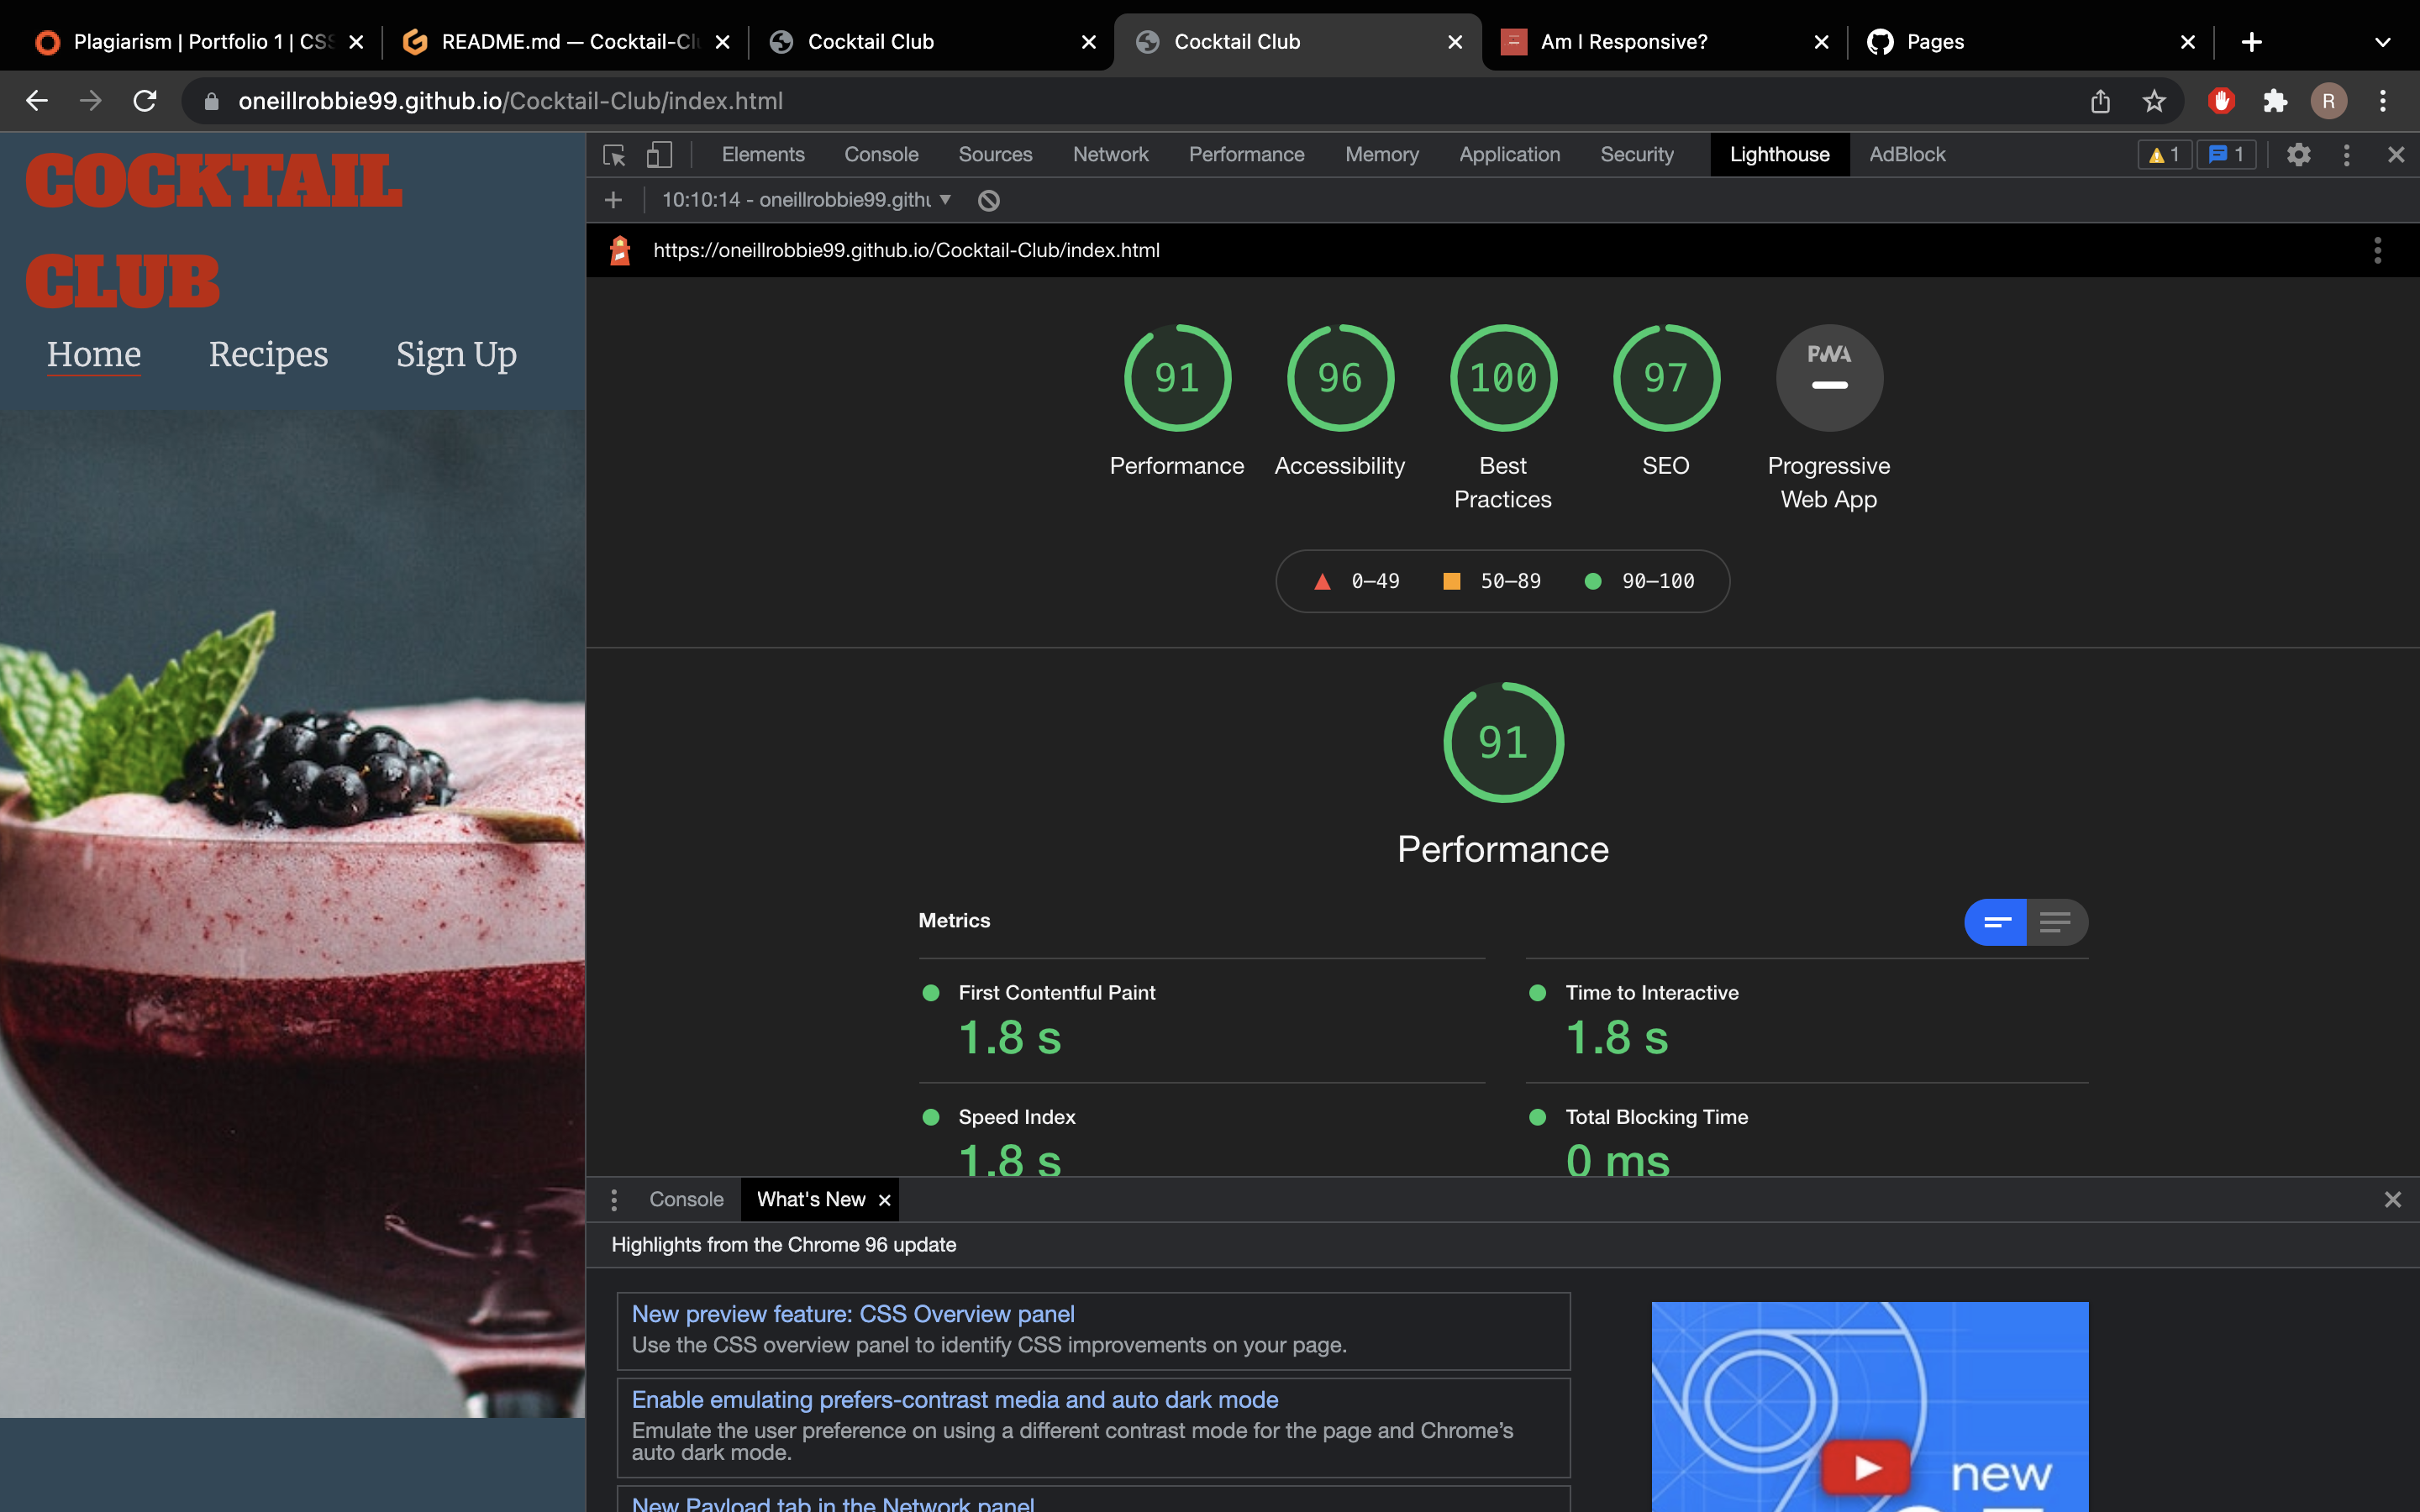 Plagiarism | Portfolio 1 | CSS
README.md — Cocktail-Clu
Cocktail Club
Cocktail Club
Am I Responsive?
Pages
oneillrobbie99.github.io/Cocktail-Club/index.html
R
COCKTAIL
CLUB
Home
Recipes
Sign Up
Elements
Console
Sources
Network
Performance
Memory
Application
Security
Lighthouse
AdBlock
1
1
10:10:14 - oneillrobbie99.githu
https://oneillrobbie99.github.io/Cocktail-Club/index.html
91
96
100
97
PWA
Performance
Accessibility
Best
Practices
SEO
Progressive
Web App
0–49
50–89
90–100
91
Performance
Metrics
First Contentful Paint
1.8 s
Time to Interactive
1.8 s
Speed Index
1.8 s
Total Blocking Time
0 ms
Console
What's New
Highlights from the Chrome 96 update
New preview feature: CSS Overview panel
Use the CSS overview panel to identify CSS improvements on your page.
Enable emulating prefers-contrast media and auto dark mode
Emulate the user preference on using a different contrast mode for the page and Chrome’s
auto dark mode.
New Payload tab in the Network panel
new